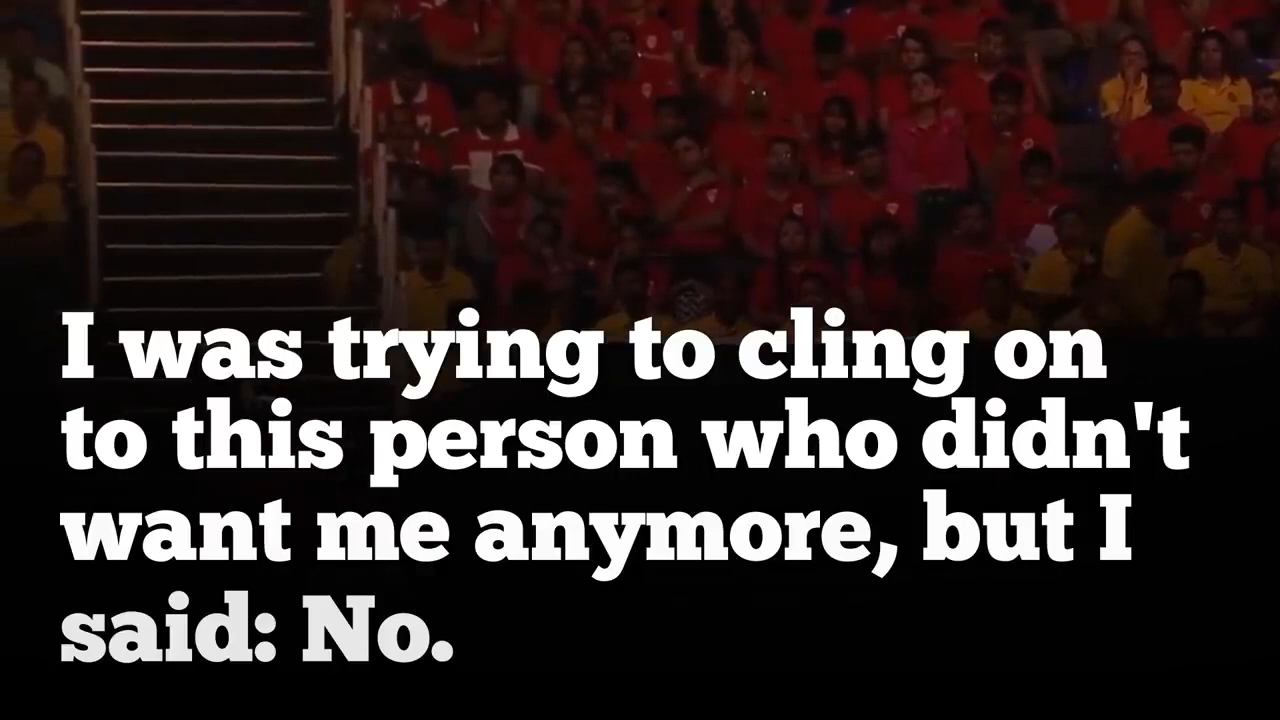 I was trying to cling on
to this person who didn't
want me anymore, but I
said: No.